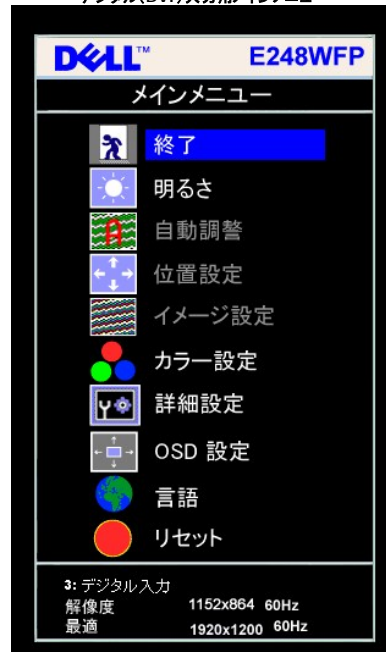 DELL™ E248WFP
メインメニュー
終了
明るさ
自動調整
位置設定
イメージ設定
カラー設定
詳細設定
OSD 設定
言語
リセット
3: デジタル入力
解像度 1152x864 60Hz
最適 1920x1200 60Hz